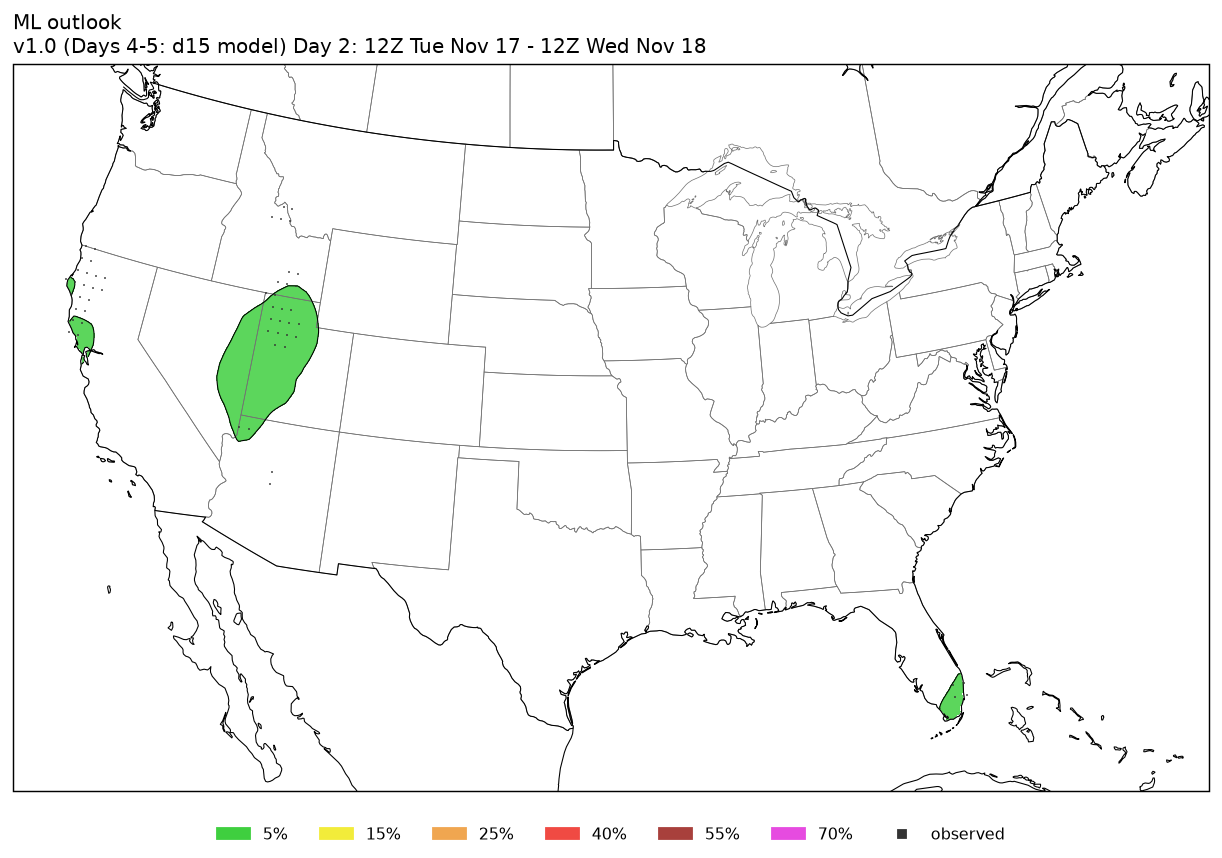 ML outlook
v1.0 (Days 4-5: d15 model) Day 2: 12Z Tue Nov 17 - 12Z Wed Nov 18
5% 15% 25% 40% 55% 70% observed